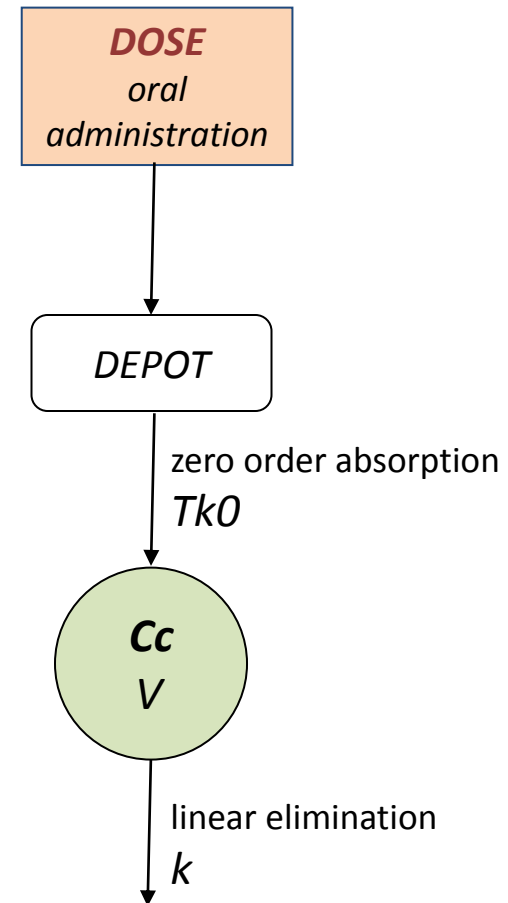 DOSE
oral
administration
DEPOT
zero order absorption
Tk0
Cc
V
linear elimination
k